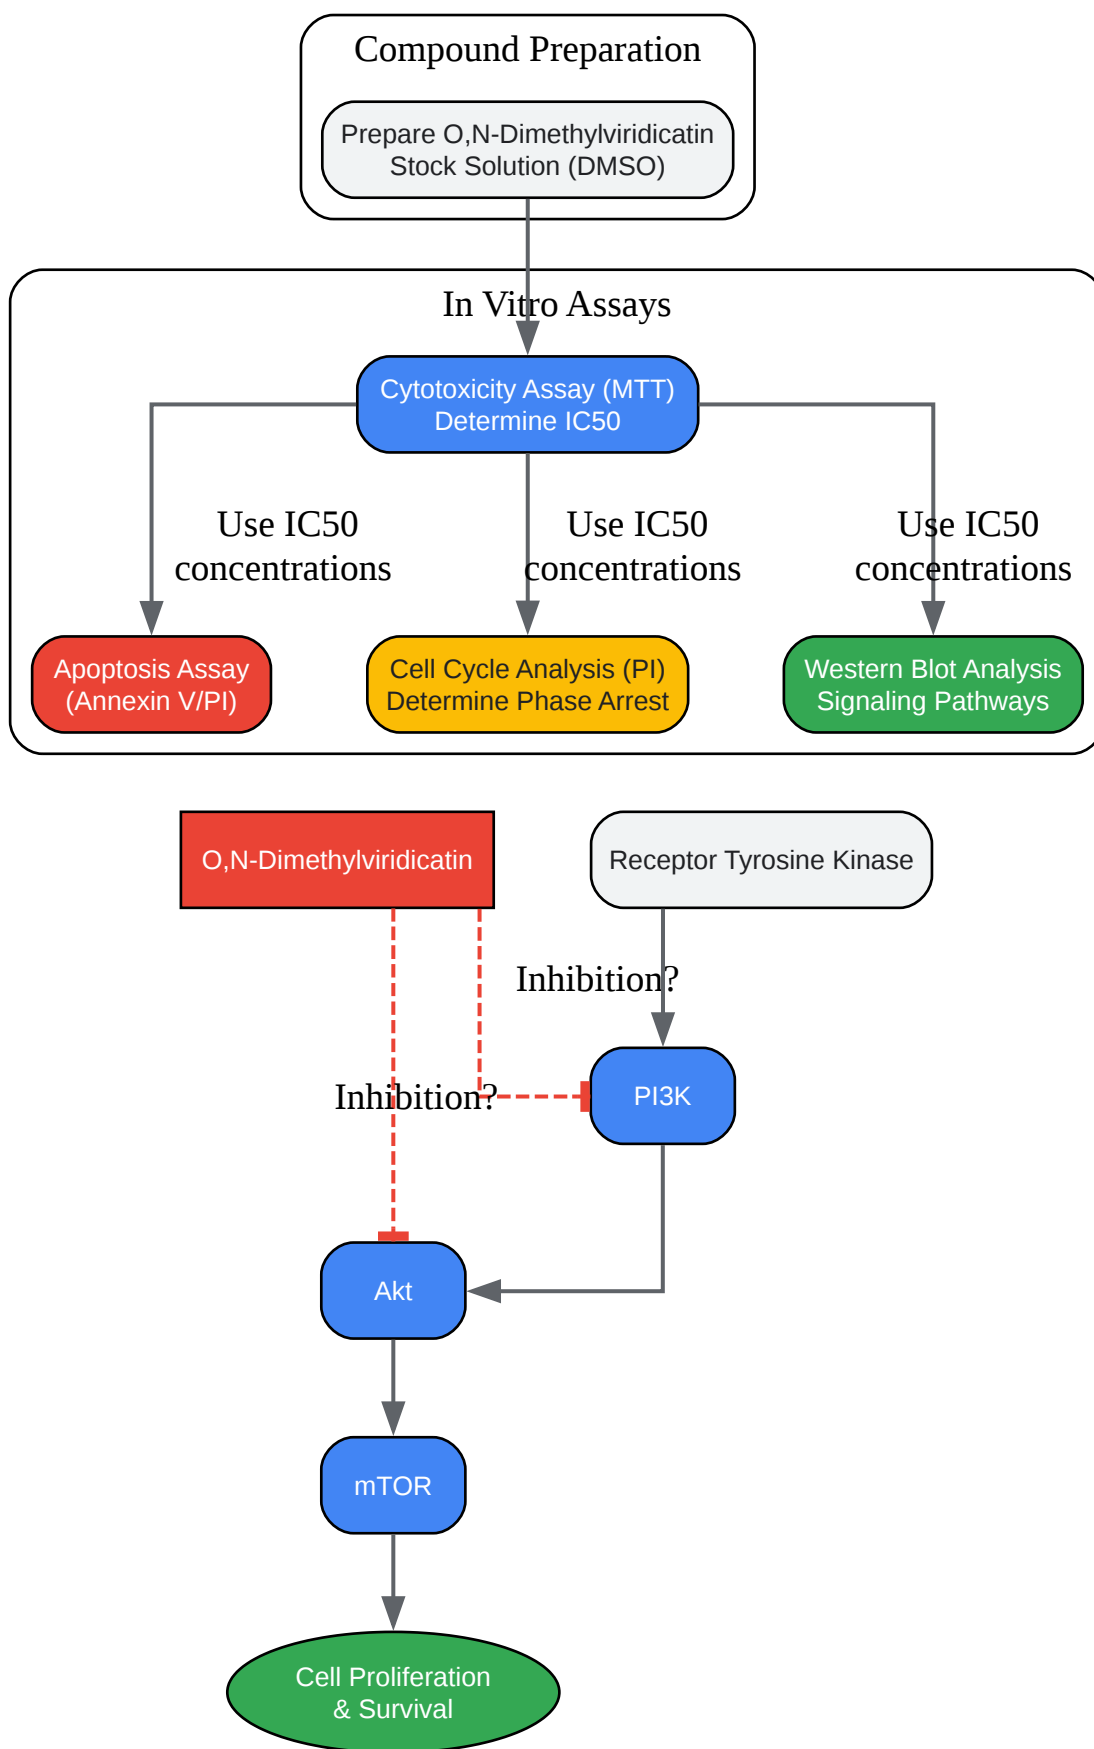 Compound Preparation
Prepare O,N-Dimethylviridicatin
Stock Solution (DMSO)
In Vitro Assays
Cytotoxicity Assay (MTT)
Determine IC50
Use IC50
concentrations
Use IC50
concentrations
Use IC50
concentrations
Apoptosis Assay
(Annexin V/PI)
Cell Cycle Analysis (PI)
Determine Phase Arrest
Western Blot Analysis
Signaling Pathways
O,N-Dimethylviridicatin
Receptor Tyrosine Kinase
Inhibition?
Inhibition?
PI3K
Akt
mTOR
Cell Proliferation
& Survival